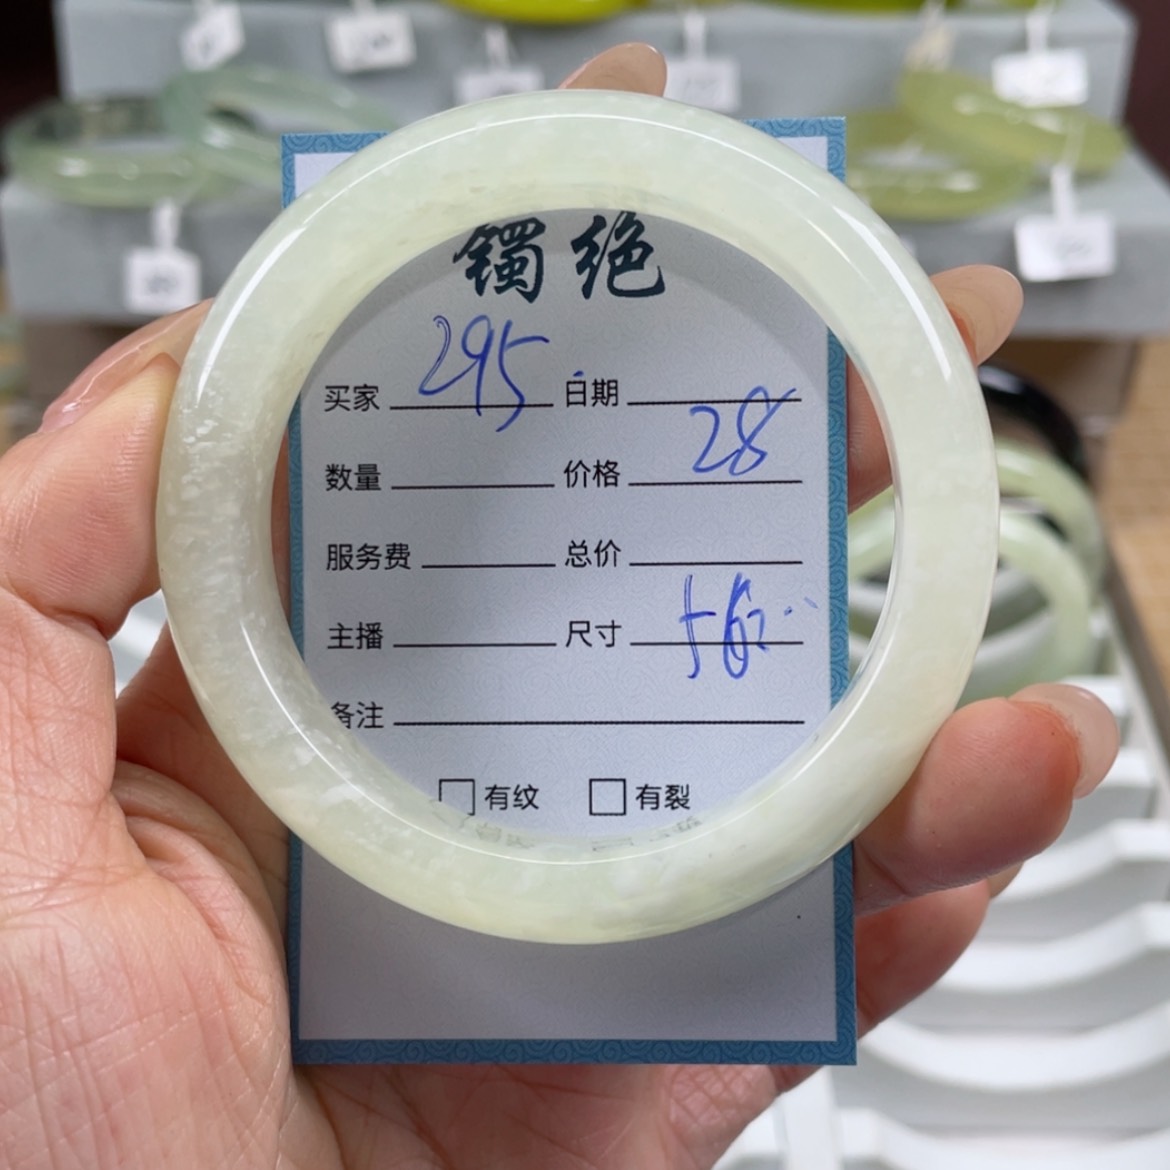 镯绝
买家 295 日期
数量 价格 28
服务费 总价
主播 尺寸 56
备注
有纹 有裂